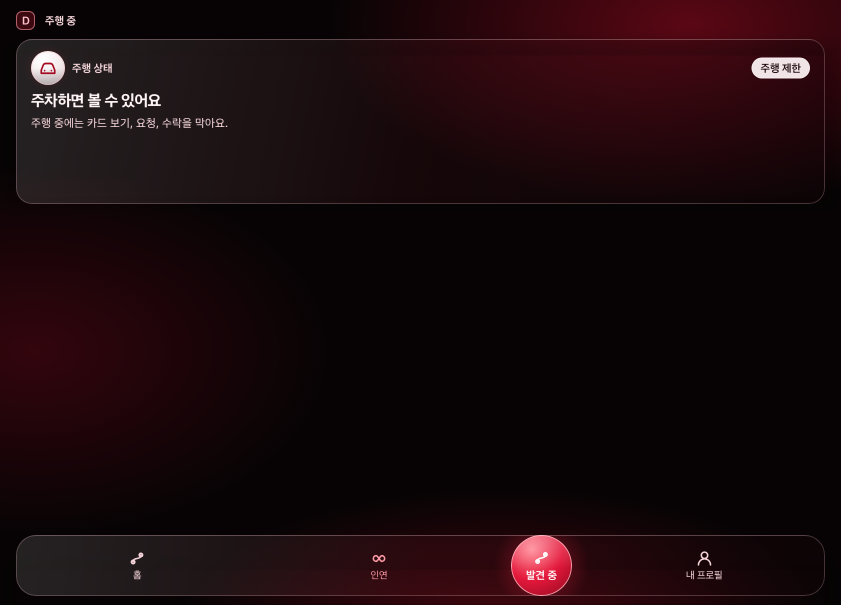 D 주행 중
주행 상태
주행 제한
주차하면 볼 수 있어요
주행 중에는 카드 보기, 요청, 수락을 막아요.
홈
인연
발견 중
내 프로필